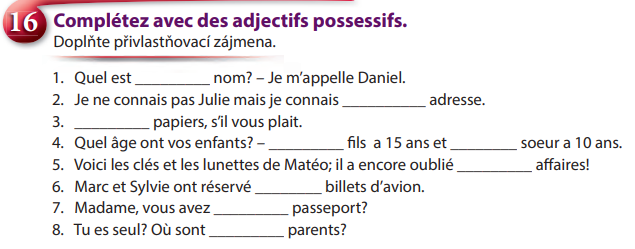 16 Complétez avec des adjectifs possessifs.
Doplňte přivlastňovací zájmena.
1. Quel est _________ nom? – Je m’appelle Daniel.
2. Je ne connais pas Julie mais je connais __________ adresse.
3. _________ papiers, s’il vous plait.
4. Quel âge ont vos enfants? – _________ fils a 15 ans et ________ soeur a 10 ans.
5. Voici les clés et les lunettes de Matéo; il a encore oublié _________ affaires!
6. Marc et Sylvie ont réservé ________ billets d’avion.
7. Madame, vous avez _________ passeport?
8. Tu es seul? Où sont _________ parents?